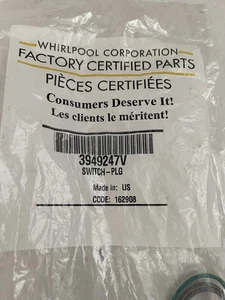 WHIRLPOOL CORPORATION
FACTORY CERTIFIED PARTS
PIÈCES CERTIFIÉES
Consumers Deserve It!
Les clients le méritent!
3949247V
SWITCH-PLG
Made in: US
CODE: 162908